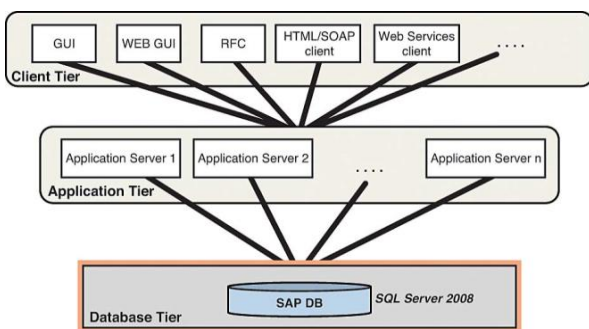 GUI
WEB GUI
RFC
HTML/SOAP
client
Web Services
client
....
Client Tier
Application Server 1
Application Server 2
....
Application Server n
Application Tier
SAP DB
SQL Server 2008
Database Tier